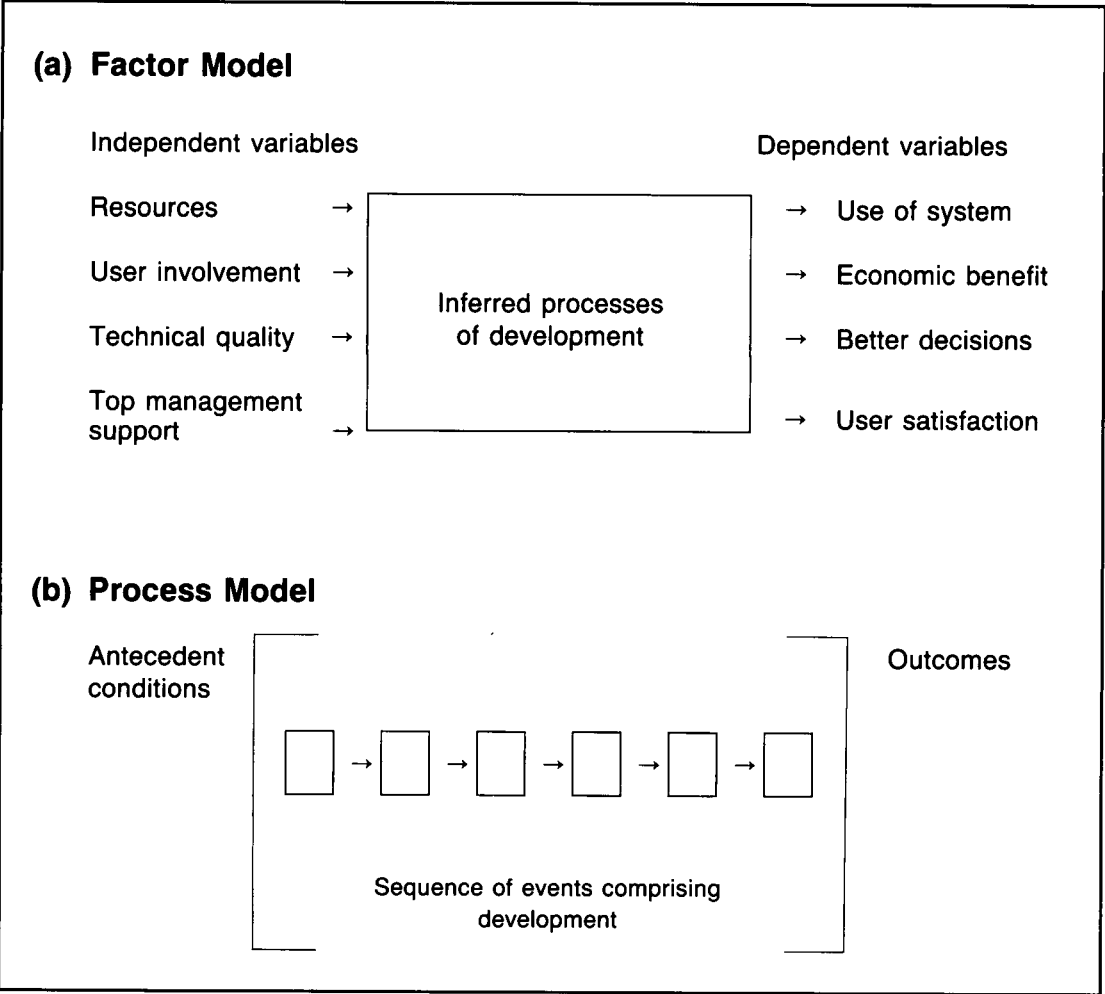 (a) Factor Model
Independent variables
Dependent variables
Resources → → Use of system
User involvement → → Economic benefit
Inferred processes
of development
Technical quality → → Better decisions
Top management
support → → User satisfaction
(b) Process Model
Antecedent
conditions
Outcomes
→ → → → →
Sequence of events comprising
development